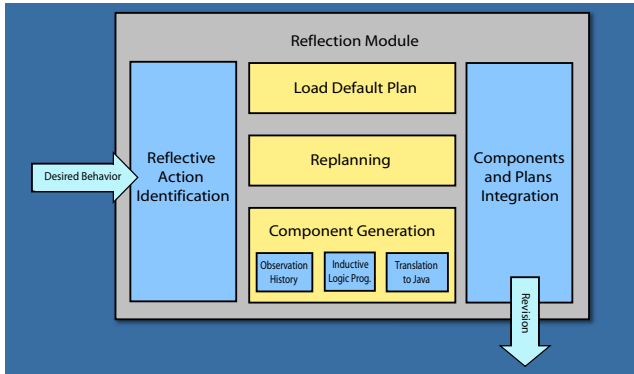 Reflection Module
Desired Behavior
Reflective
Action
Identification
Load Default Plan
Replanning
Component Generation
Observation
History
Inductive
Logic Prog.
Translation
to Java
Components
and Plans
Integration
Revision